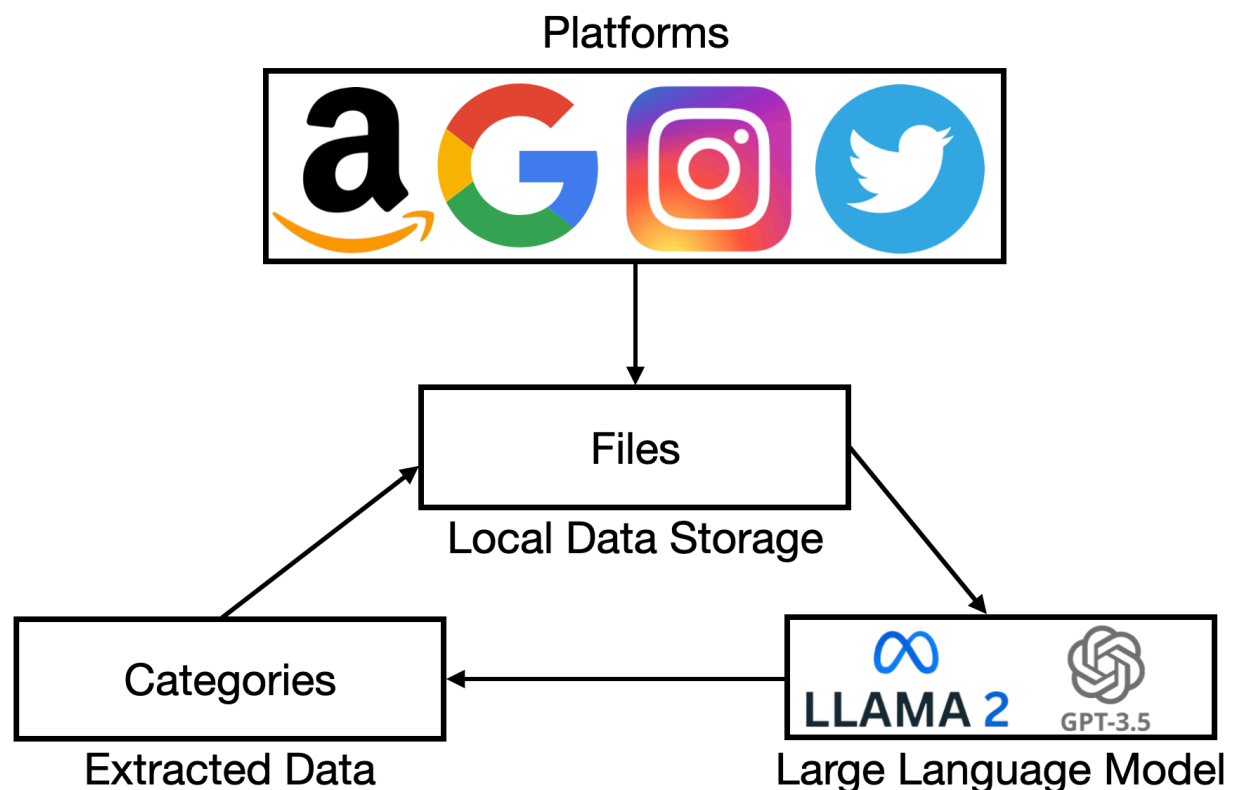 Platforms
a
Files
Local Data Storage
Categories
LLAMA 2
GPT-3.5
Extracted Data
Large Language Model